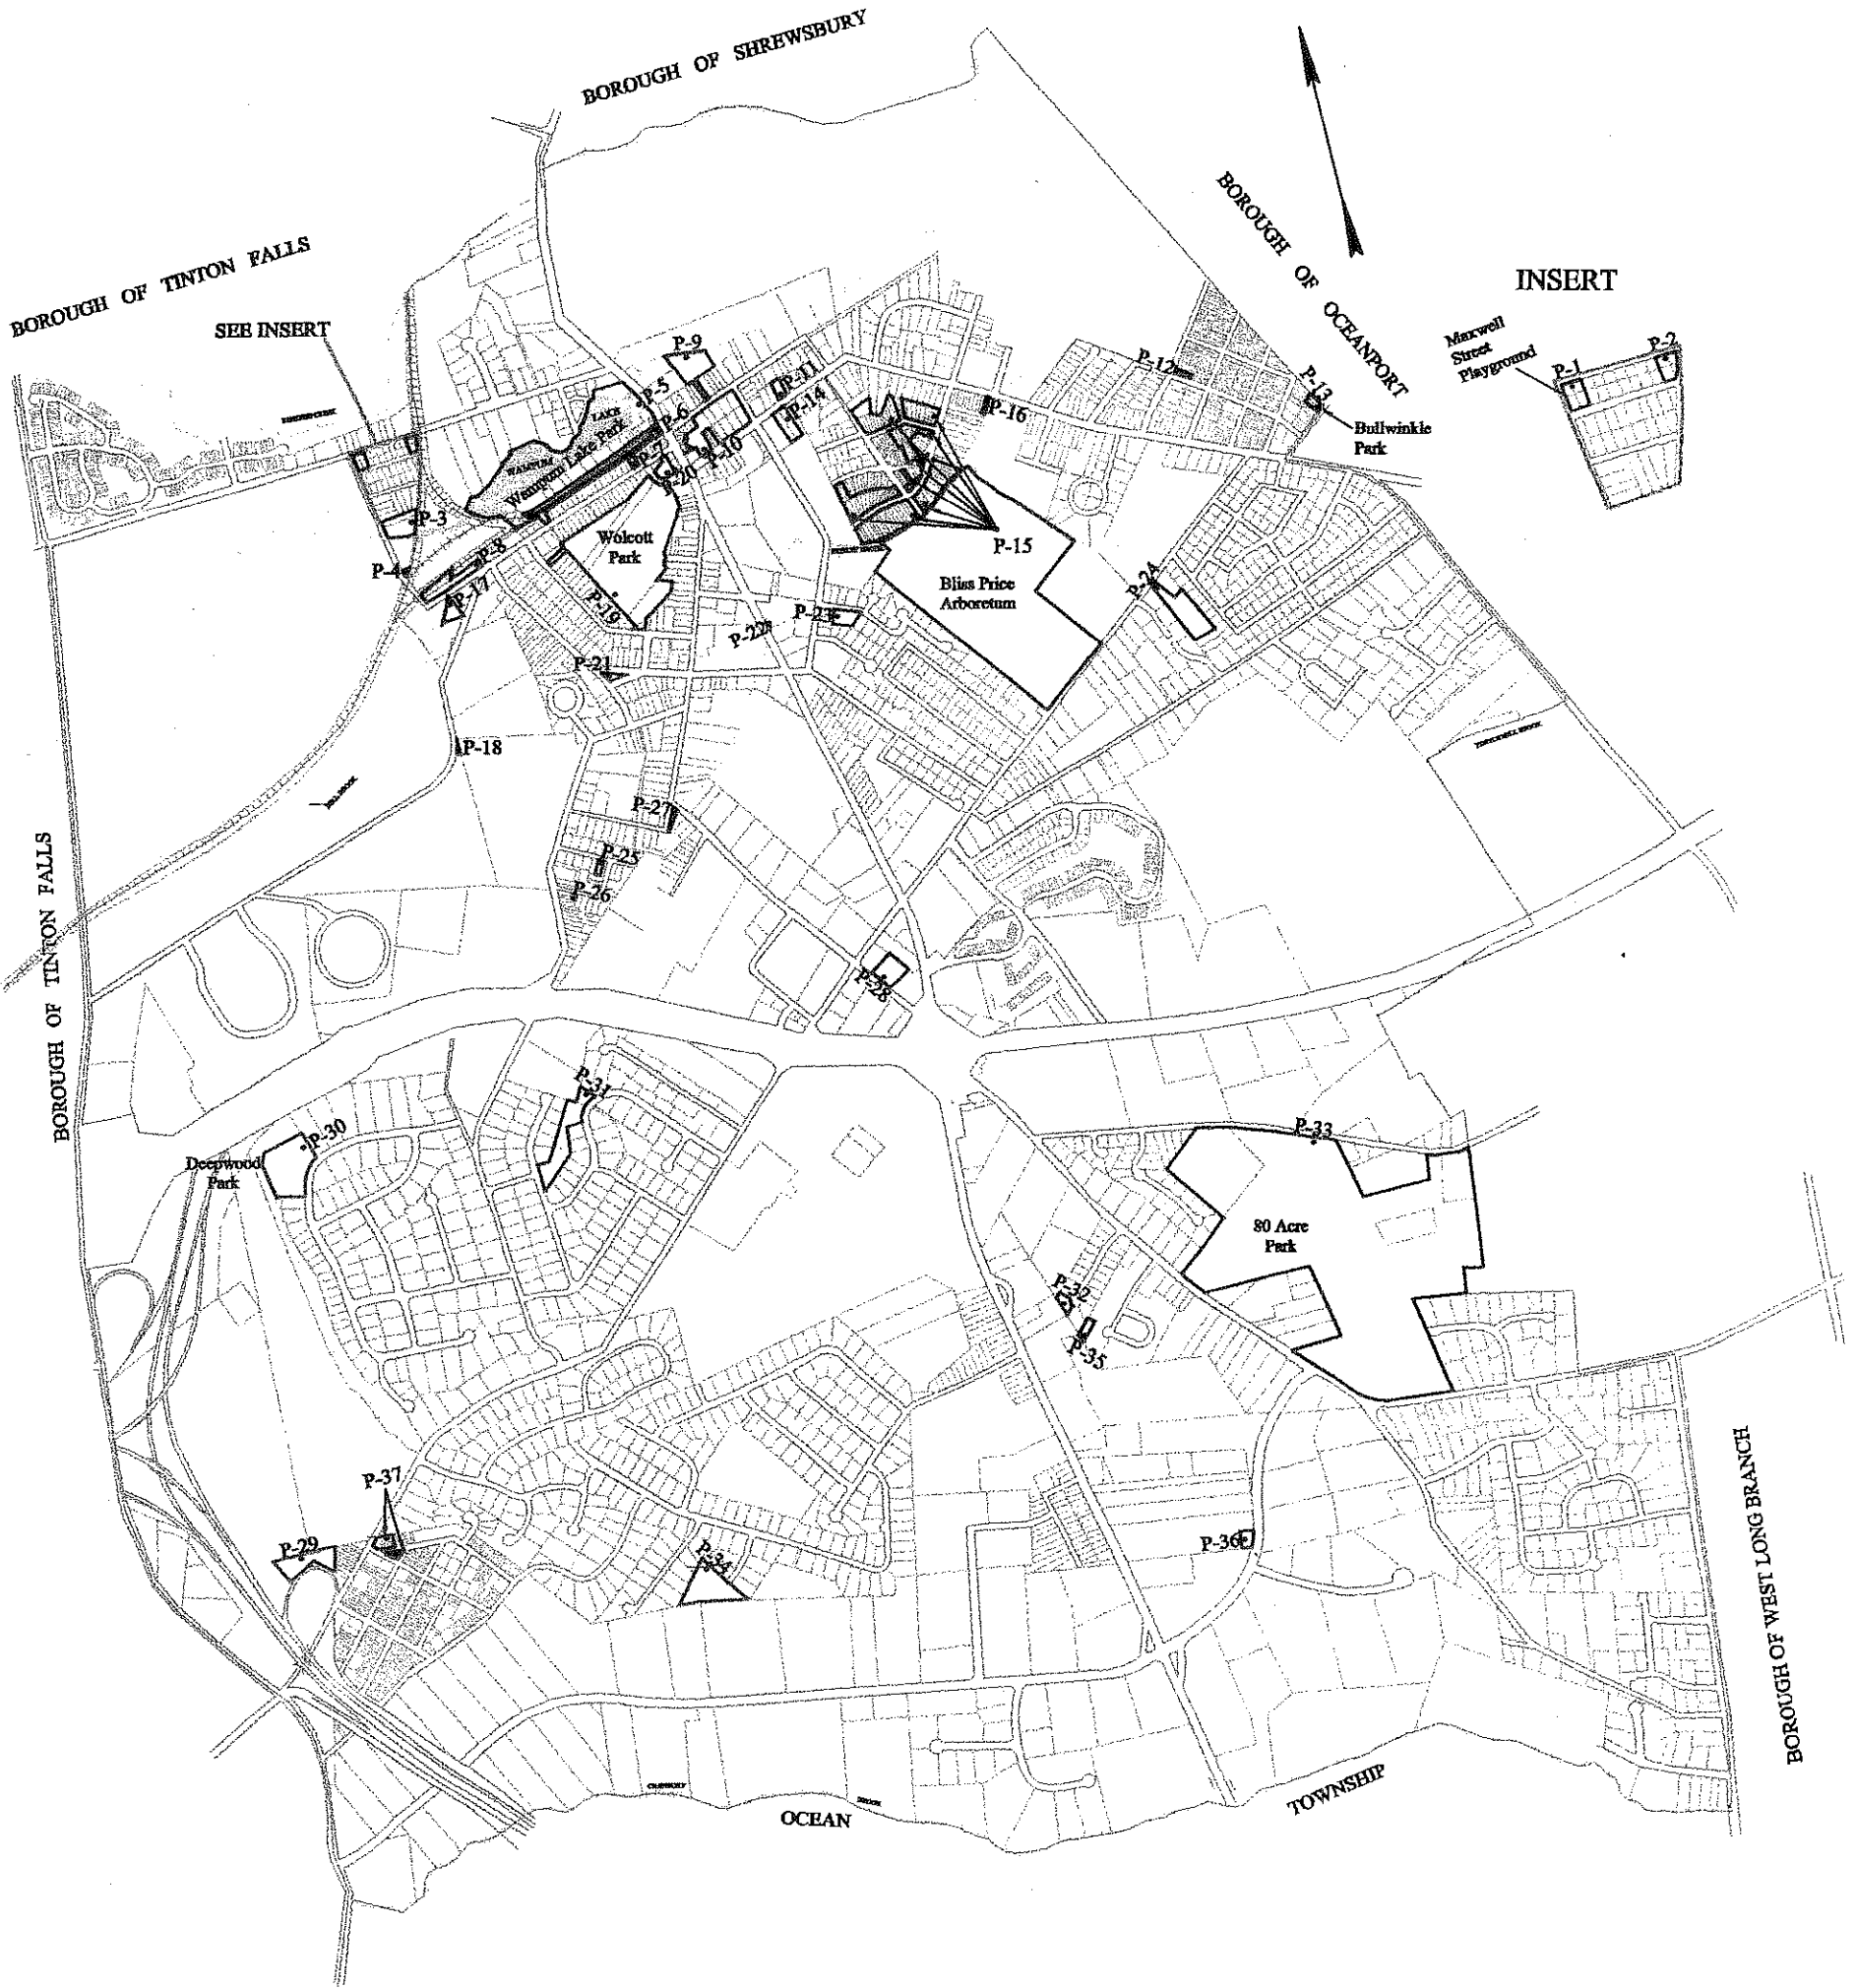 BOROUGH OF SHREWSBURY
BOROUGH OF TINTON FALLS
SEE INSERT
BOROUGH OF OCEANPORT
INSERT
Maxwell
Street
Playground
P-1
P-2
P-9
P-5
P-6
P-11
P-14
P-12
P-13
P-16
Bullwinkle
Park
LAKE
WAMPUM
Wampum Lake Park
P-7
P-10
P-20
P-3
P-4
P-8
P-17
Wolcott
Park
P-19
P-15
Bliss Price
Arboretum
P-24
P-23
P-22
P-21
P-18
P-27
P-25
P-26
P-28
BOROUGH OF TINTON FALLS
P-31
P-30
Deepwood
Park
P-33
80 Acre
Park
P-32
P-35
P-37
P-29
P-34
P-36
BOROUGH OF WEST LONG BRANCH
OCEAN
TOWNSHIP